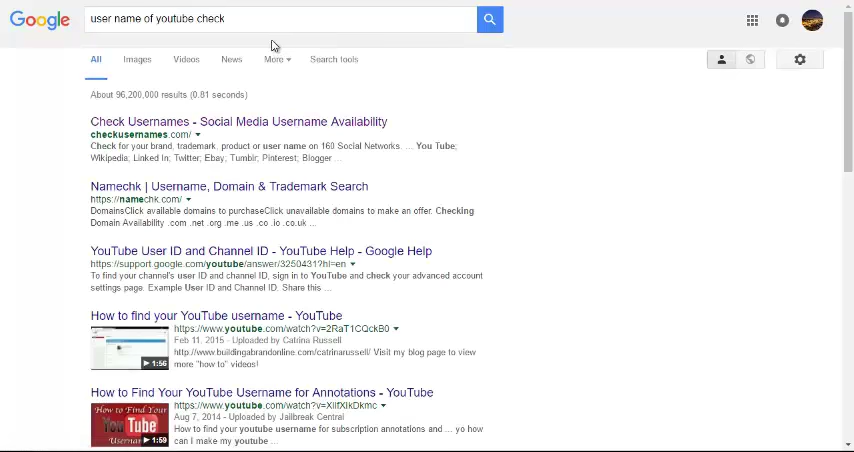 Google
user name of youtube check
All Images Videos News More Search tools
About 96,200,000 results (0.81 seconds)
Check Usernames - Social Media Username Availability
checkusernames.com/
Check for your brand, trademark, product or user name on 160 Social Networks. ... You Tube;
Wikipedia; Linked In; Twitter; Ebay; Tumblr; Pinterest; Blogger ...
Namechk | Username, Domain & Trademark Search
https://namechk.com/
DomainsClick available domains to purchaseClick unavailable domains to make an offer. Checking
Domain Availability .com .net .org .me .us .co .io .co.uk ...
YouTube User ID and Channel ID - YouTube Help - Google Help
https://support.google.com/youtube/answer/3250431?hl=en
To find your channel's user ID and channel ID, sign in to YouTube and check your advanced account
settings page. Example User ID and Channel ID. Share this ...
How to find your YouTube username - YouTube
https://www.youtube.com/watch?v=2RaT1CQckB0
Feb 11, 2015 - Uploaded by Catrina Russell
http://www.buildingabrandonline.com/catrinarussell/ Visit my blog page to view
more "how to" videos!
1:56
How to Find Your YouTube Username for Annotations - YouTube
https://www.youtube.com/watch?v=XlIfXikDkmc
Aug 7, 2014 - Uploaded by Jailbreak Central
How to find your youtube username for subscription annotations and ... yo how
can I make my youtube ...
How to Find Your
You Tube
Username
1:59